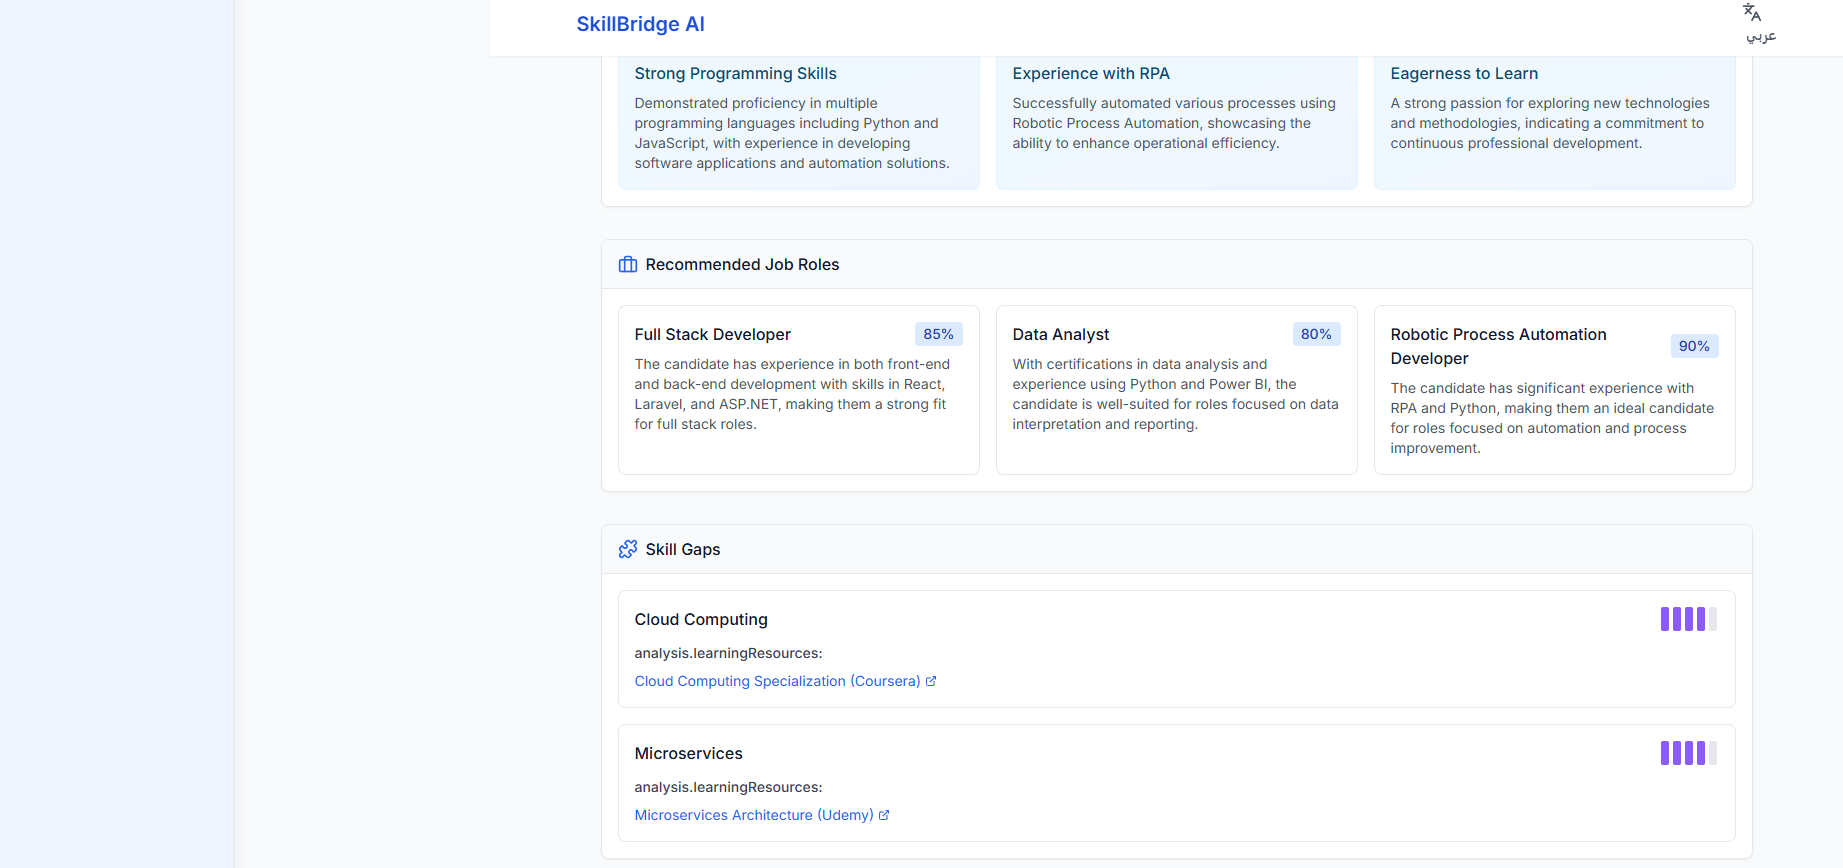 SkillBridge AI
عربي
Strong Programming Skills
Demonstrated proficiency in multiple
programming languages including Python and
JavaScript, with experience in developing
software applications and automation solutions.
Experience with RPA
Successfully automated various processes using
Robotic Process Automation, showcasing the
ability to enhance operational efficiency.
Eagerness to Learn
A strong passion for exploring new technologies
and methodologies, indicating a commitment to
continuous professional development.
Recommended Job Roles
Full Stack Developer
85%
The candidate has experience in both front-end
and back-end development with skills in React,
Laravel, and ASP.NET, making them a strong fit
for full stack roles.
Data Analyst
80%
With certifications in data analysis and
experience using Python and Power BI, the
candidate is well-suited for roles focused on data
interpretation and reporting.
Robotic Process Automation
Developer
90%
The candidate has significant experience with
RPA and Python, making them an ideal candidate
for roles focused on automation and process
improvement.
Skill Gaps
Cloud Computing
analysis.learningResources:
Cloud Computing Specialization (Coursera)
Microservices
analysis.learningResources:
Microservices Architecture (Udemy)